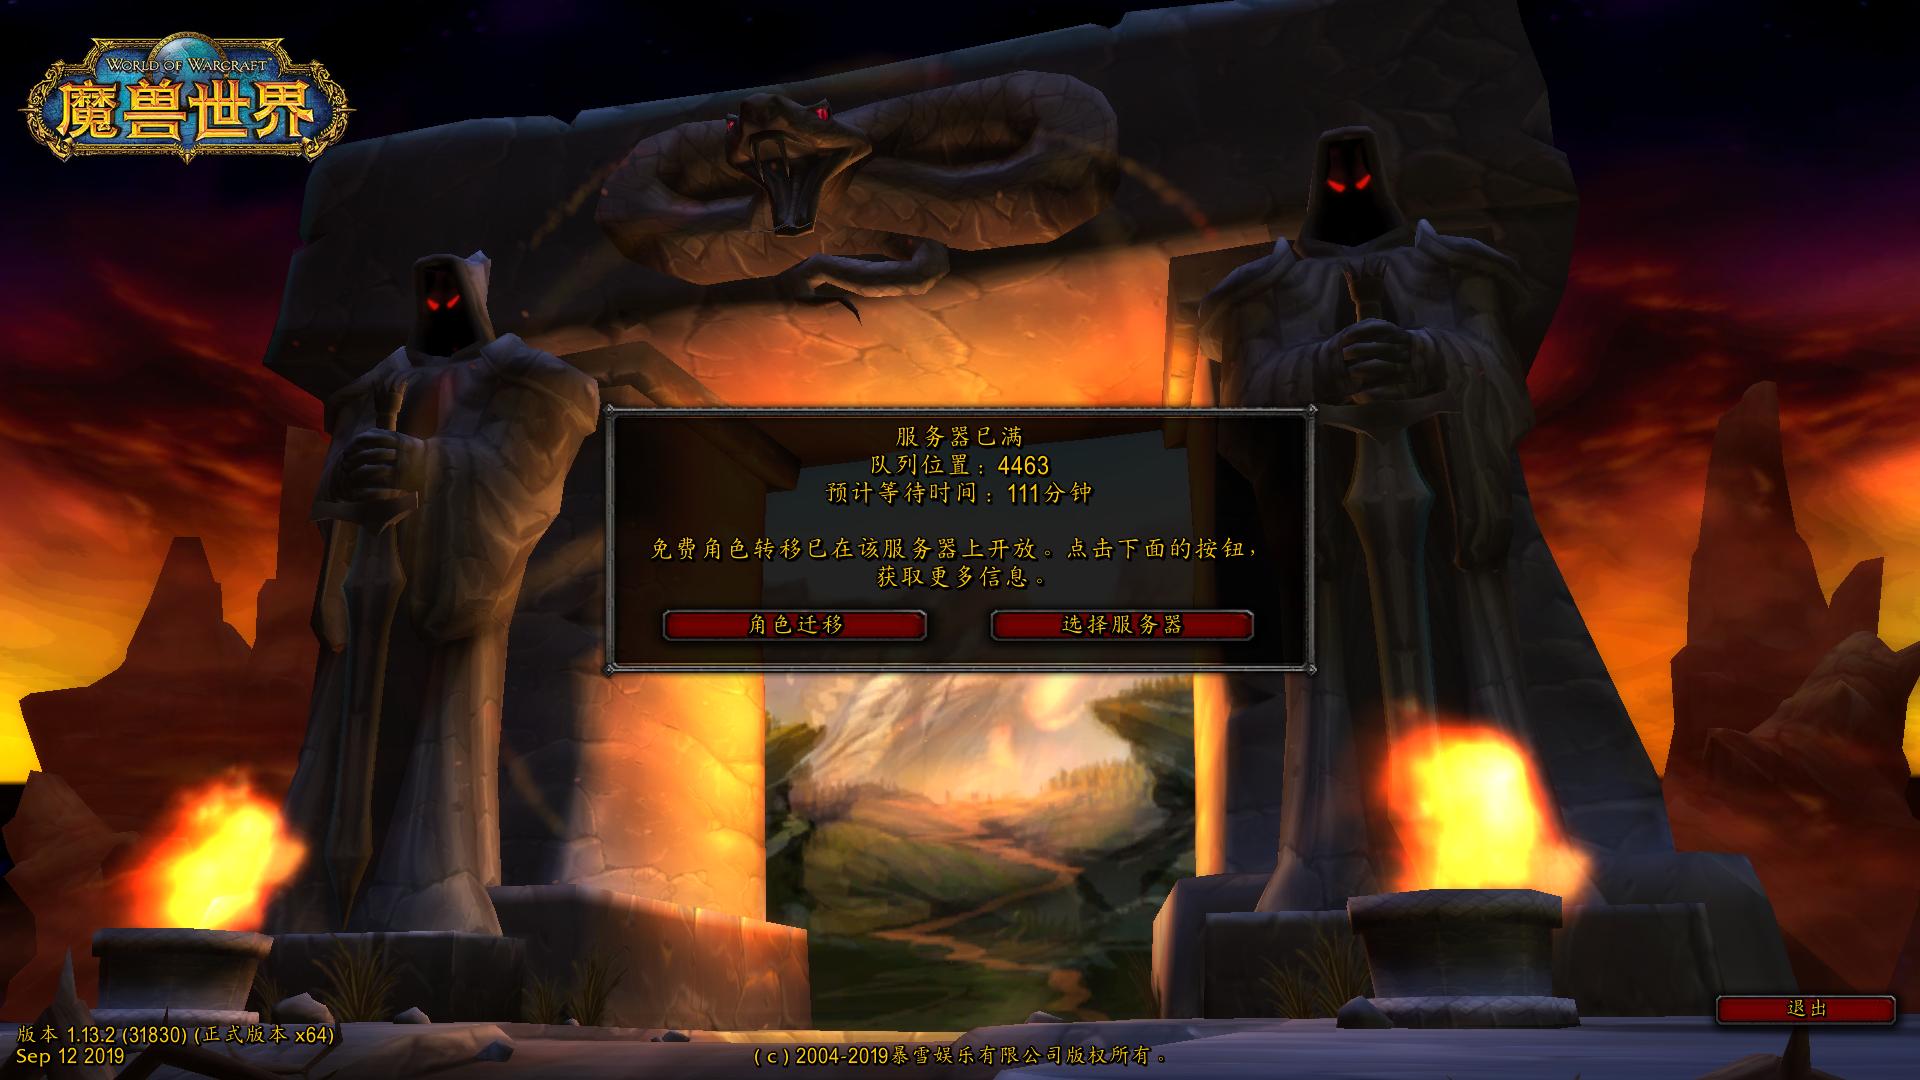 WORLD OF WARCRAFT
魔兽世界
服务器已满
队列位置：4463
预计等待时间：111分钟
免费角色转移已在该服务器上开放。点击下面的按钮，
获取更多信息。
角色迁移
选择服务器
退出
版本 1.13.2 (31830) (正式版本 x64)
Sep 12 2019
(c) 2004-2019暴雪娱乐有限公司版权所有。